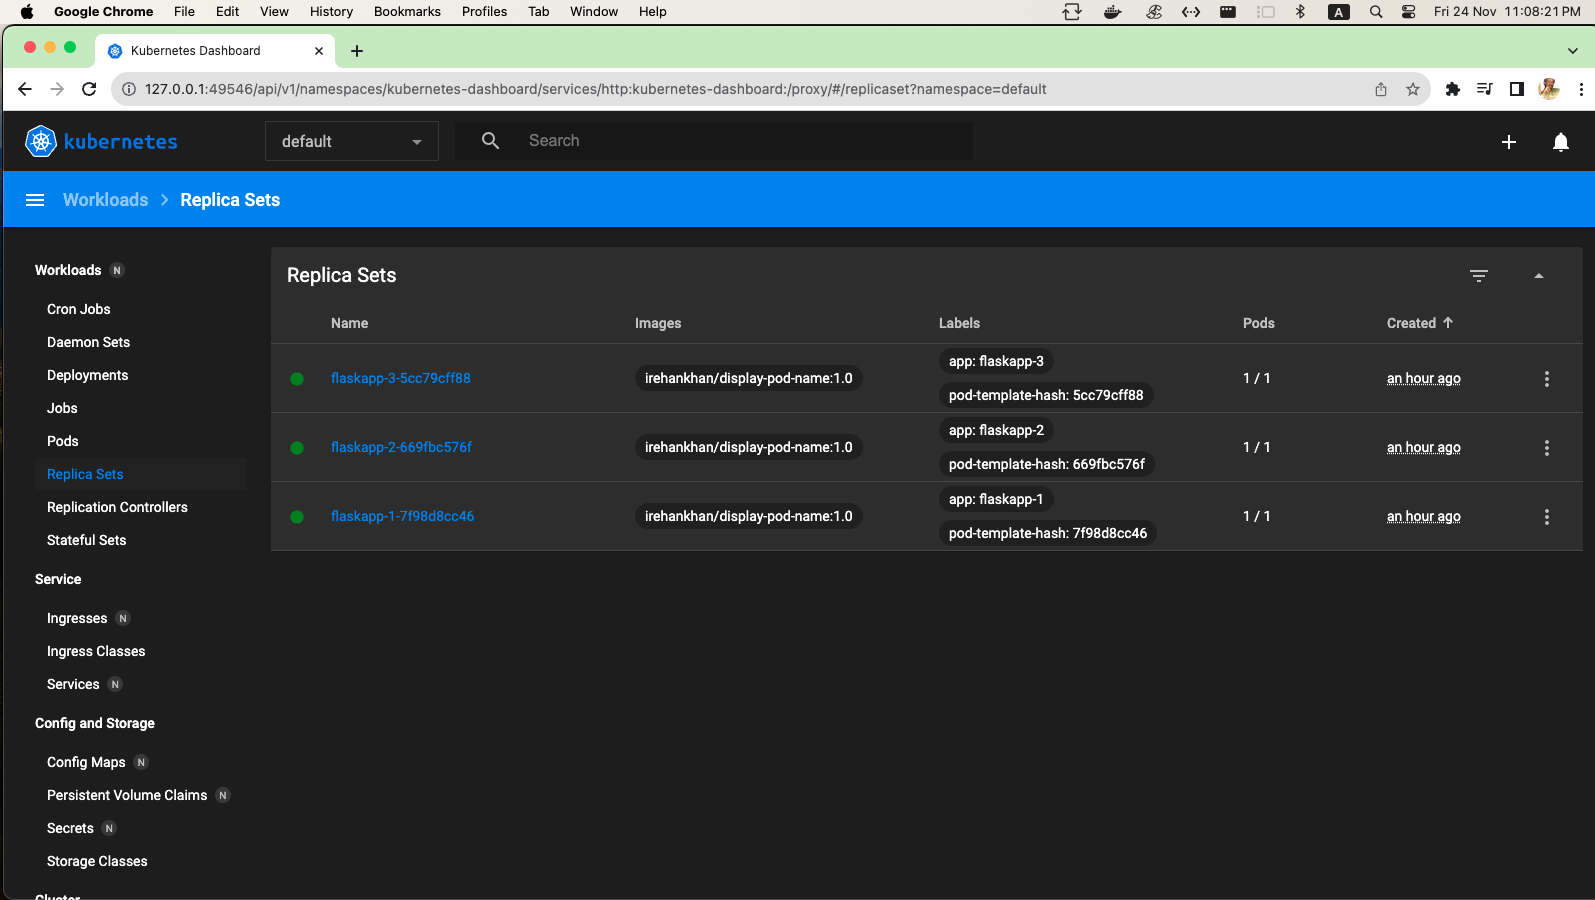 Google Chrome File Edit View History Bookmarks Profiles Tab Window Help A Fri 24 Nov 11:08:21 PM
Kubernetes Dashboard
127.0.0.1:49546/api/v1/namespaces/kubernetes-dashboard/services/http:kubernetes-dashboard:/proxy/#/replicaset?namespace=default
kubernetes default Search
Workloads > Replica Sets
Workloads N
Cron Jobs
Daemon Sets
Deployments
Jobs
Pods
Replica Sets
Replication Controllers
Stateful Sets
Service
Ingresses N
Ingress Classes
Services N
Config and Storage
Config Maps N
Persistent Volume Claims N
Secrets N
Storage Classes
Cluster
Replica Sets
Name Images Labels Pods Created
flaskapp-3-5cc79cff88 irehankhan/display-pod-name:1.0 app: flaskapp-3 1 / 1 an hour ago
pod-template-hash: 5cc79cff88
flaskapp-2-669fbc576f irehankhan/display-pod-name:1.0 app: flaskapp-2 1 / 1 an hour ago
pod-template-hash: 669fbc576f
flaskapp-1-7f98d8cc46 irehankhan/display-pod-name:1.0 app: flaskapp-1 1 / 1 an hour ago
pod-template-hash: 7f98d8cc46